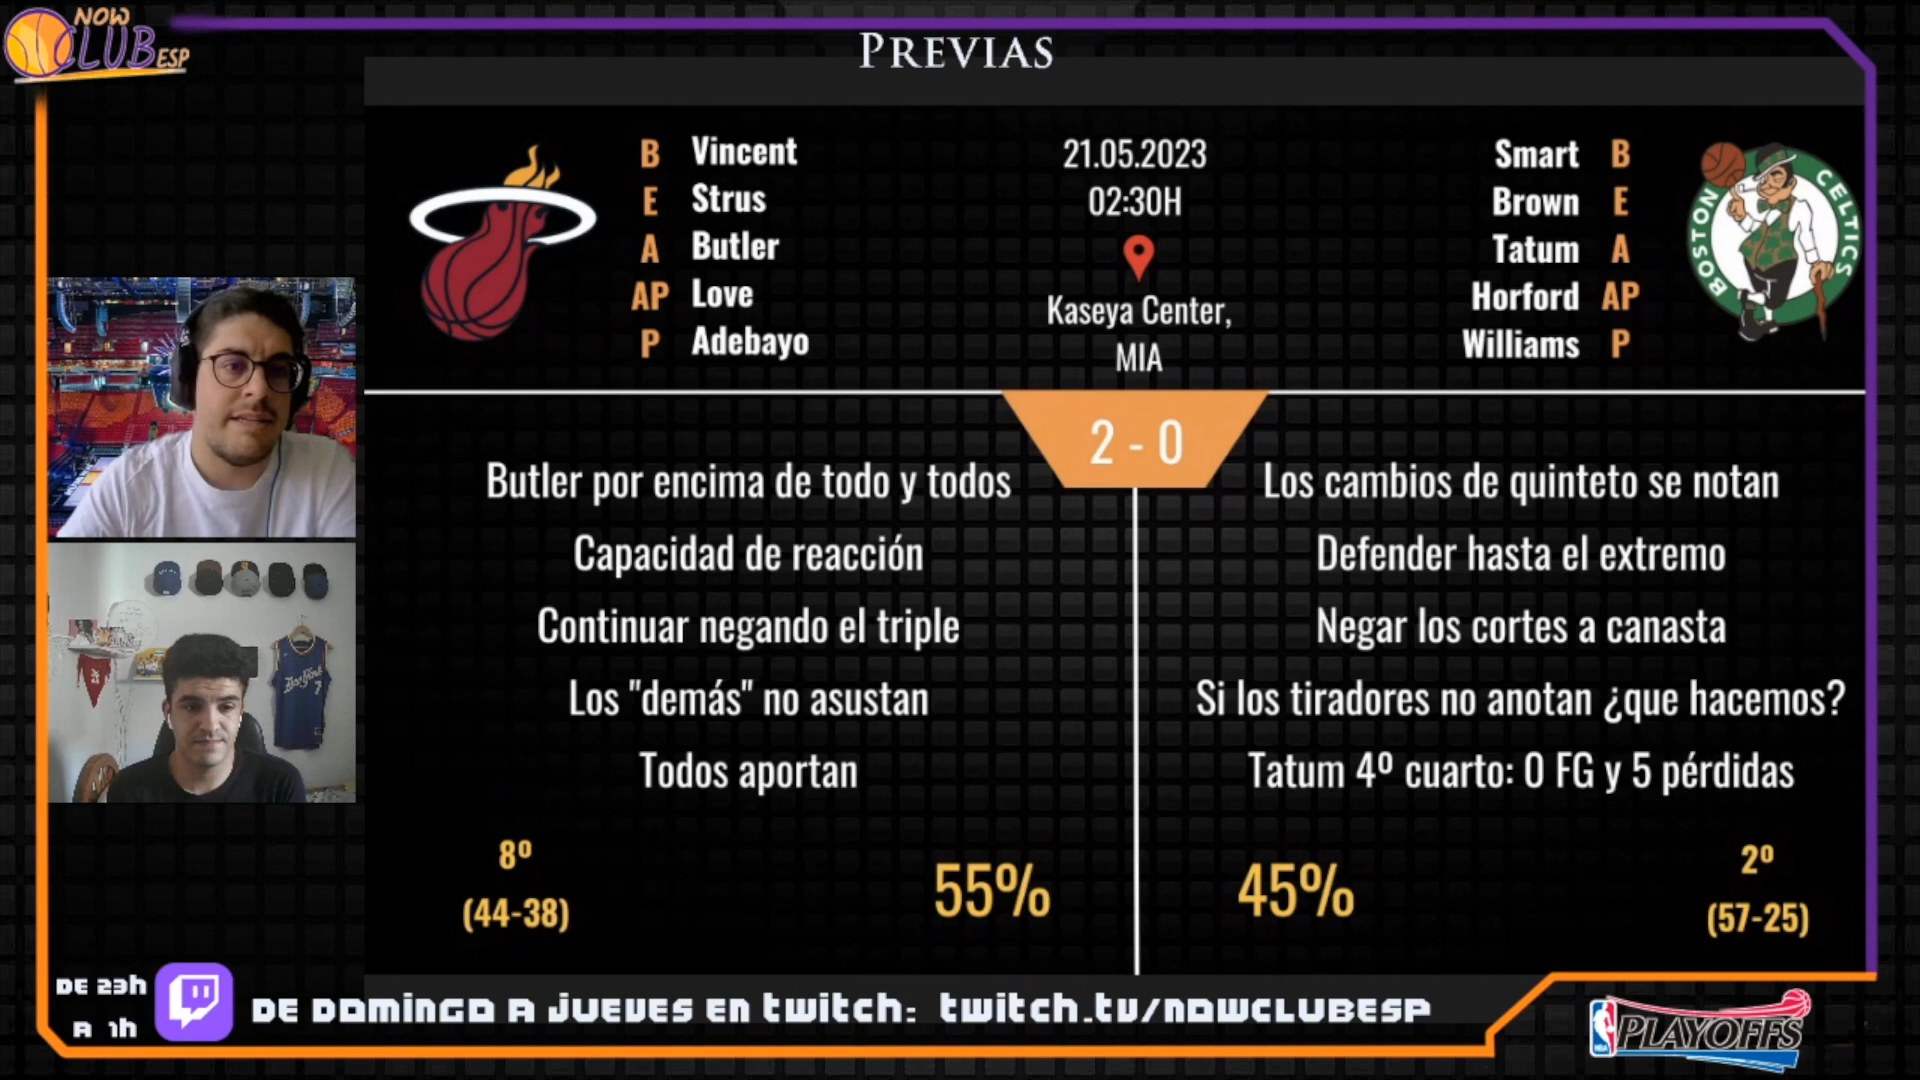 NOW
CLUB ESP
PREVIAS
B Vincent
E Strus
A Butler
AP Love
P Adebayo
21.05.2023
02:30H
Kaseya Center,
MIA
Smart B
Brown E
Tatum A
Horford AP
Williams P
BOSTON CELTICS
2 - 0
Butler por encima de todo y todos
Capacidad de reacción
Continuar negando el triple
Los "demás" no asustan
Todos aportan
Los cambios de quinteto se notan
Defender hasta el extremo
Negar los cortes a canasta
Si los tiradores no anotan ¿que hacemos?
Tatum 4º cuarto: 0 FG y 5 pérdidas
8º
(44-38)
55%
45%
2º
(57-25)
New York
7
DE 23h
A 1h
DE DOMINGO A JUEVES EN twitch: twitch.tv/NOWCLUBESP
NBA
PLAYOFFS